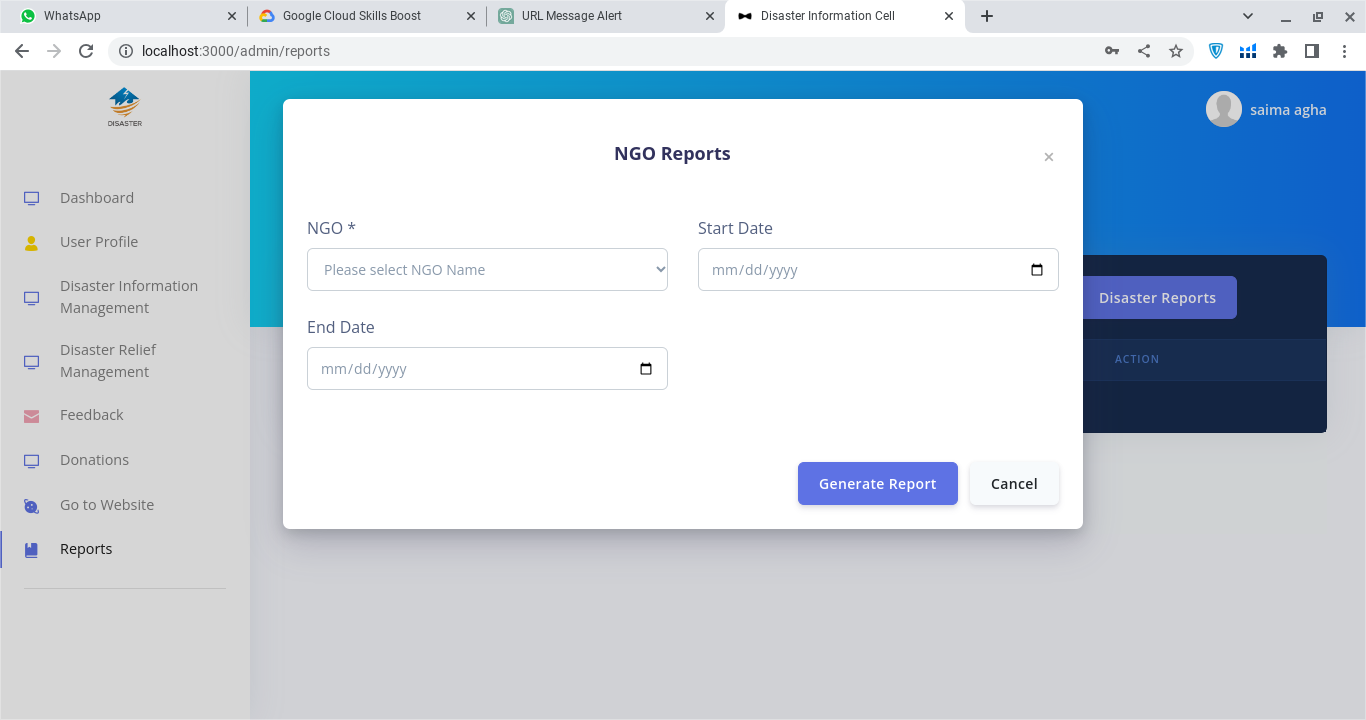 WhatsApp
Google Cloud Skills Boost
URL Message Alert
Disaster Information Cell
localhost:3000/admin/reports
DISASTER
saima agha
Dashboard
User Profile
Disaster Information
Management
Disaster Relief
Management
Feedback
Donations
Go to Website
Reports
NGO Reports
×
NGO *
Please select NGO Name
Start Date
mm/dd/yyyy
End Date
mm/dd/yyyy
Generate Report
Cancel
Disaster Reports
ACTION